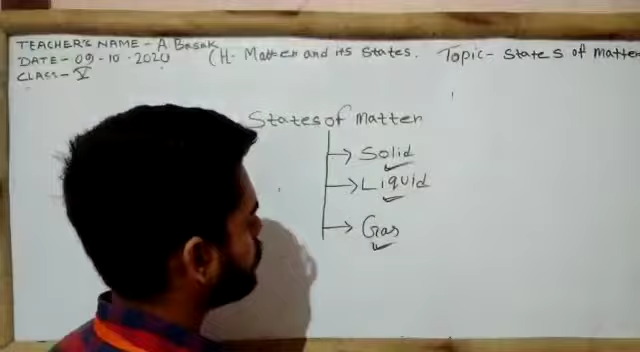 TEACHER'S NAME - A Basak
DATE - 09-10-2020 CH- Matter and its States. Topic- States of Matter
CLASS - V
States of Matter
Solid
Liquid
Gas